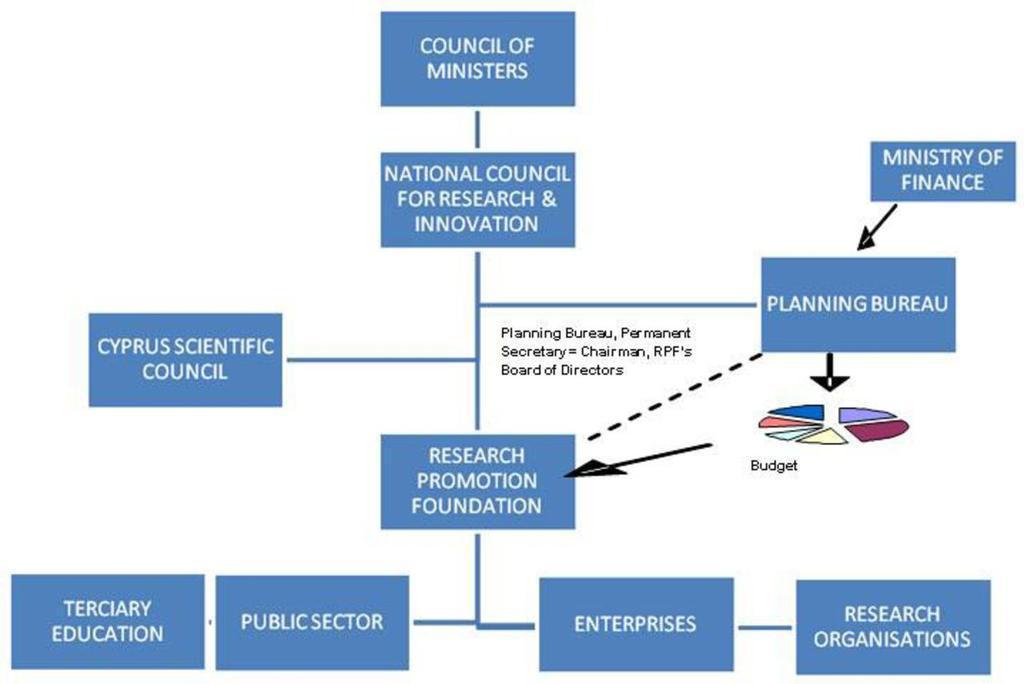 COUNCIL OF
MINISTERS
NATIONAL COUNCIL
FOR RESEARCH &
INNOVATION
MINISTRY OF
FINANCE
PLANNING BUREAU
CYPRUS SCIENTIFIC
COUNCIL
Planning Bureau, Permanent
Secretary= Chairman, RPF's
Board of Directors
RESEARCH
PROMOTION
FOUNDATION
Budget
TERCIARY
EDUCATION
PUBLIC SECTOR
ENTERPRISES
RESEARCH
ORGANISATIONS